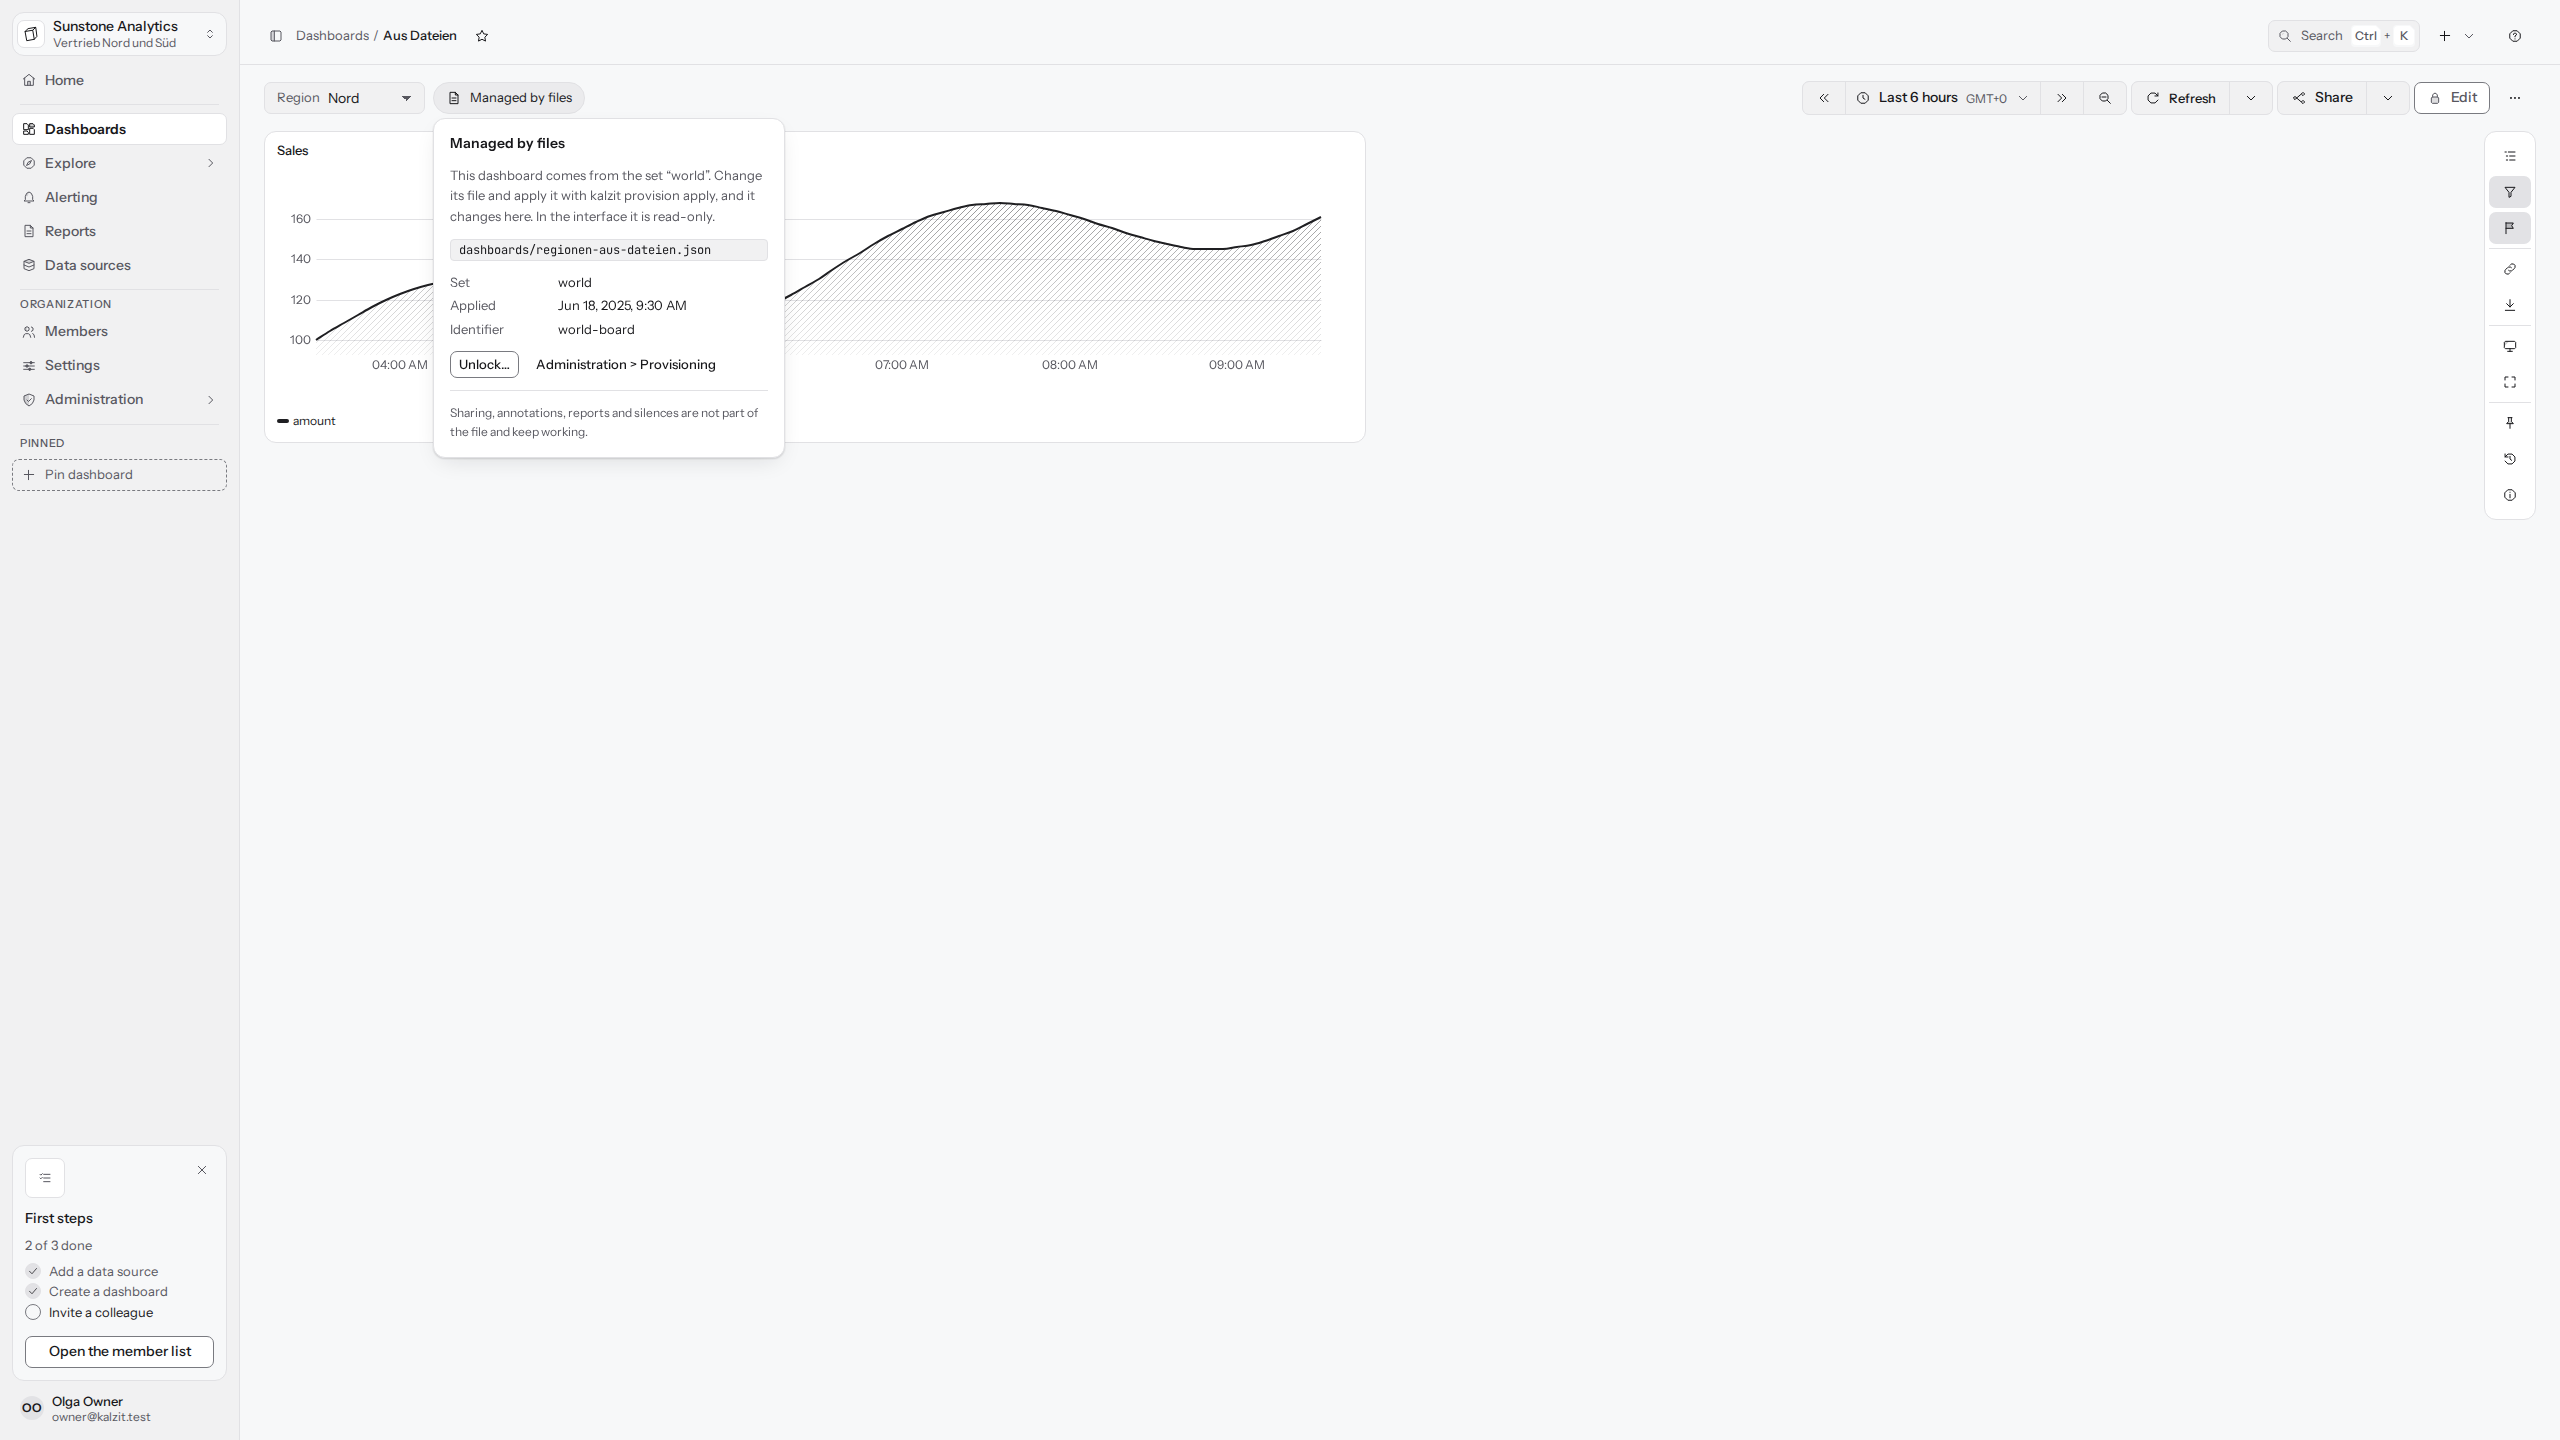 Sunstone Analytics
Vertrieb Nord und Süd
Home
Dashboards
Explore
Alerting
Reports
Data sources
ORGANIZATION
Members
Settings
Administration
PINNED
Pin dashboard
First steps
2 of 3 done
Add a data source
Create a dashboard
Invite a colleague
Open the member list
OO
Olga Owner
owner@kalzit.test
Dashboards / Aus Dateien
Search Ctrl + K
Region Nord
Managed by files
Last 6 hours GMT+0
Refresh
Share
Edit
Sales
160
140
120
100
04:00 AM
07:00 AM
08:00 AM
09:00 AM
amount
Managed by files
This dashboard comes from the set “world”. Change
its file and apply it with kalzit provision apply, and it
changes here. In the interface it is read-only.
dashboards/regionen-aus-dateien.json
Set world
Applied Jun 18, 2025, 9:30 AM
Identifier world-board
Unlock…
Administration > Provisioning
Sharing, annotations, reports and silences are not part of
the file and keep working.